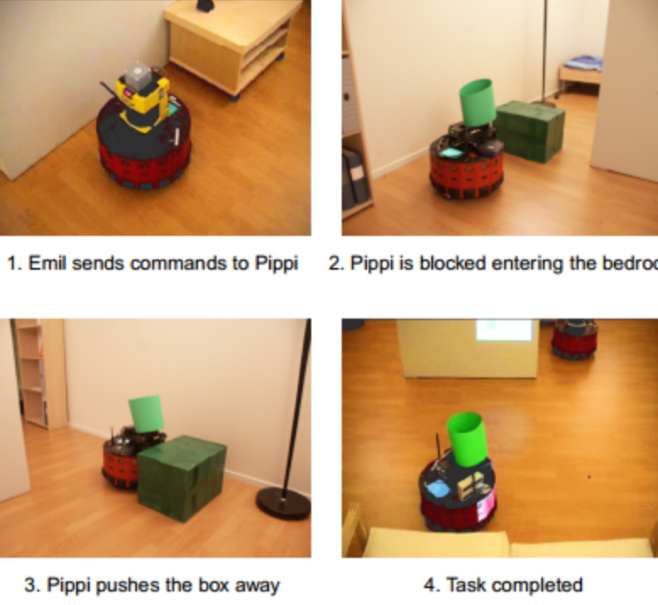 1. Emil sends commands to Pippi
2. Pippi is blocked entering the bedroo
3. Pippi pushes the box away
4. Task completed